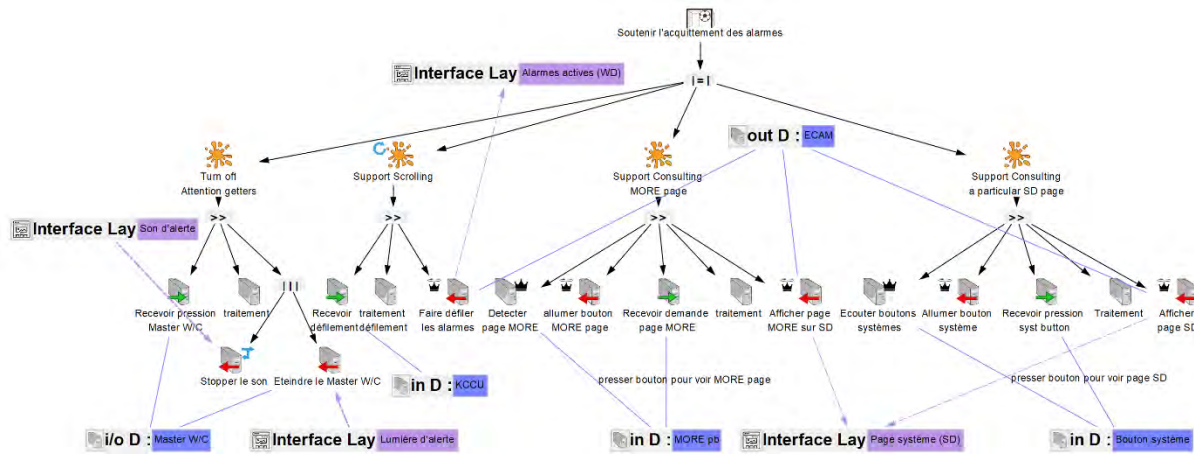 Soutenir l'acquittement des alarmes
Interface Lay Alarmes actives (WD)
|=|
out D : ECAM
Turn off
Attention getters
Support Scrolling
Support Consulting
MORE page
Support Consulting
a particular SD page
>>
>>
>>
>>
Interface Lay Son d'alerte
Recevoir pression
Master W/C
traitement
|||
Recevoir
défilement
traitement
défilement
Faire défiler
les alarmes
Detecter
page MORE
allumer bouton
MORE page
Recevoir demande
page MORE
traitement
Afficher page
MORE sur SD
Ecouter boutons
systèmes
Allumer bouton
système
Recevoir pression
syst button
Traitement
Afficher
page SD
Stopper le son
Eteindre le Master W/C
in D : KCCU
presser bouton pour voir MORE page
presser bouton pour voir page SD
i/o D : Master W/C
Interface Lay Lumière d'alerte
in D : MORE pb
Interface Lay Page système (SD)
in D : Bouton système